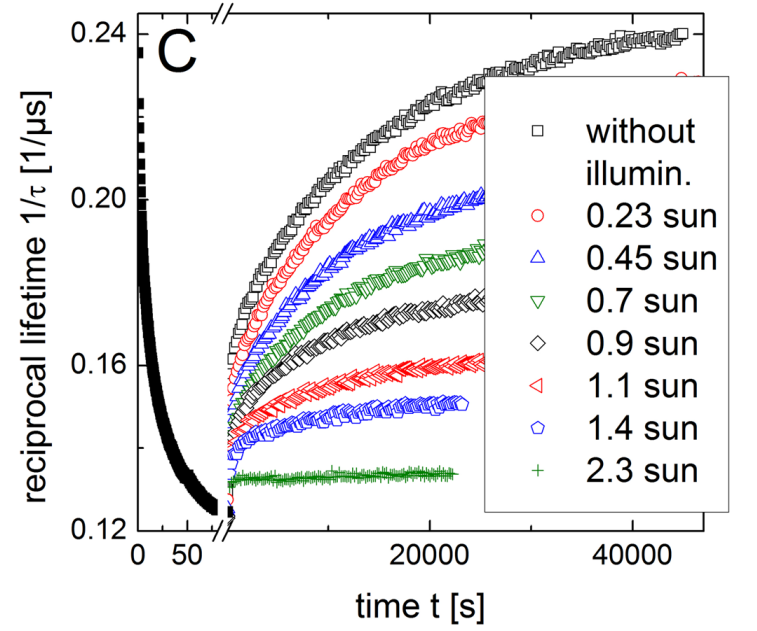 C
reciprocal lifetime 1/τ [1/µs]
0.24
0.20
0.16
0.12
0
50
20000
40000
time t [s]
without
illumin.
0.23 sun
0.45 sun
0.7 sun
0.9 sun
1.1 sun
1.4 sun
2.3 sun